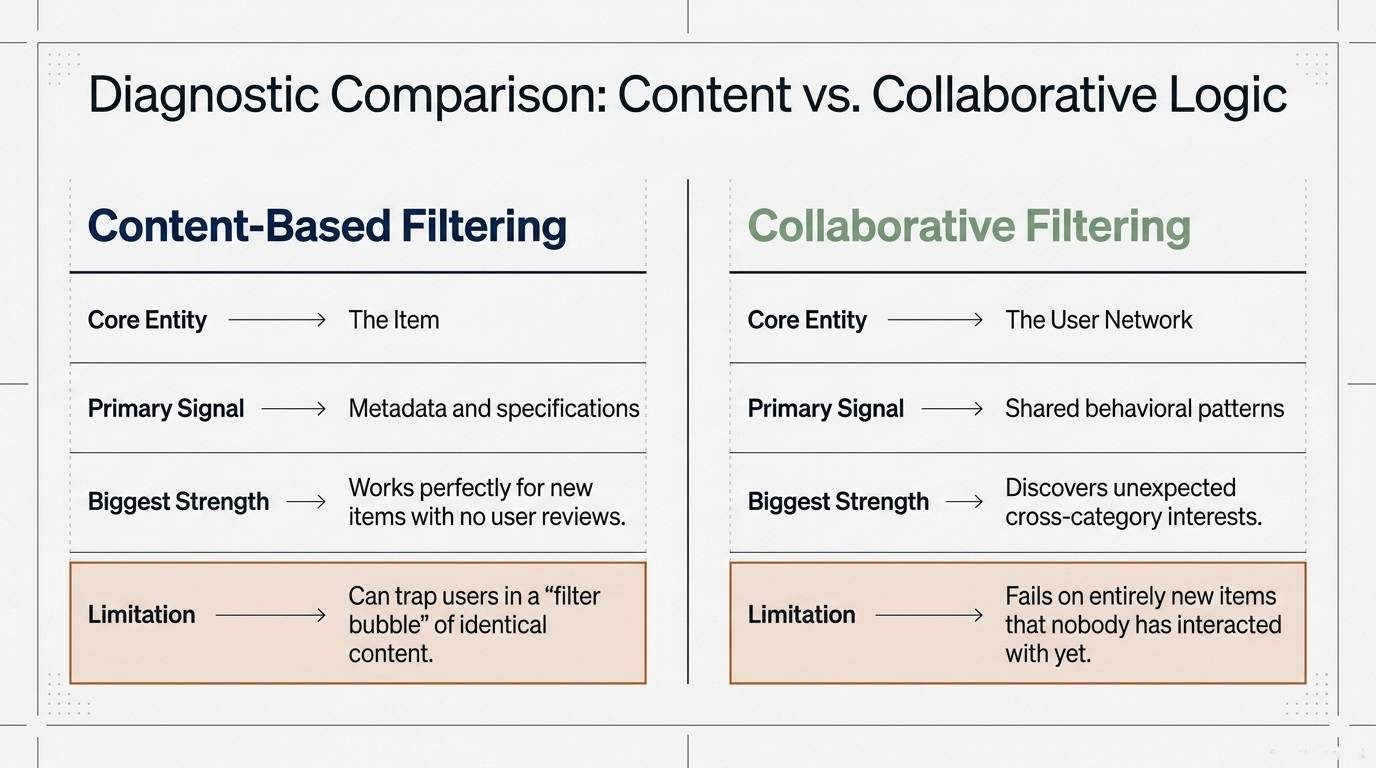 Diagnostic Comparison: Content vs. Collaborative Logic
Content-Based Filtering
Core Entity → The Item
Primary Signal → Metadata and specifications
Biggest Strength → Works perfectly for new
items with no user reviews.
Limitation → Can trap users in a “filter
bubble” of identical
content.
Collaborative Filtering
Core Entity → The User Network
Primary Signal → Shared behavioral patterns
Biggest Strength → Discovers unexpected
cross-category interests.
Limitation → Fails on entirely new items
that nobody has interacted
with yet.